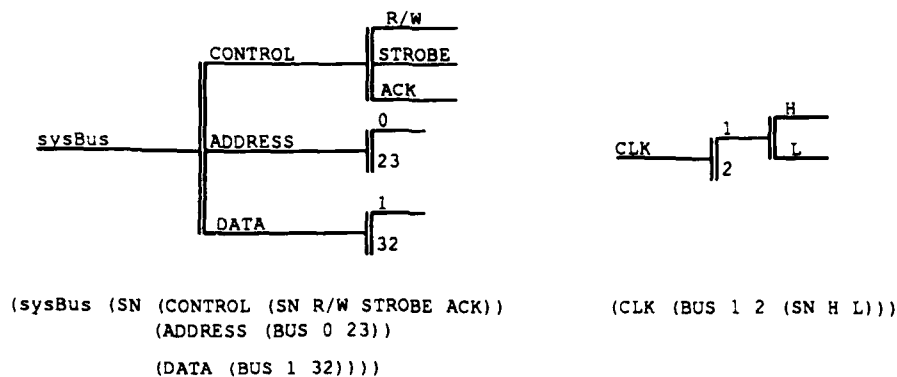 R/W
CONTROL
STROBE
ACK
sysBus
ADDRESS
0
23
DATA
1
32
CLK
1
2
H
L
(sysBus (SN (CONTROL (SN R/W STROBE ACK))
(ADDRESS (BUS 0 23))
(DATA (BUS 1 32))))
(CLK (BUS 1 2 (SN H L)))